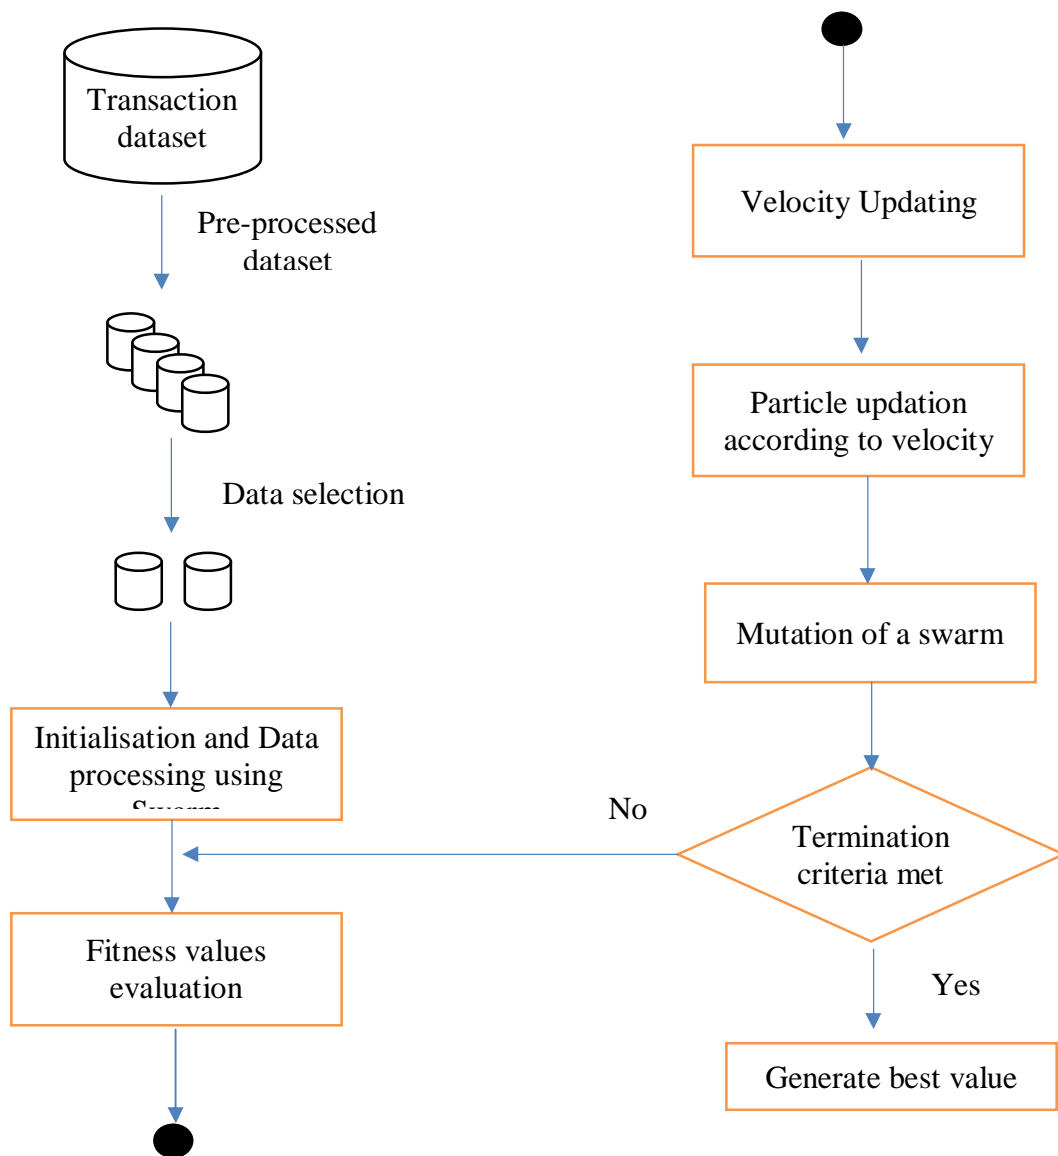 Transaction
dataset
Pre-processed
dataset
Data selection
Initialisation and Data
processing using
Fitness values
evaluation
Velocity Updating
Particle updation
according to velocity
Mutation of a swarm
No
Termination
criteria met
Yes
Generate best value